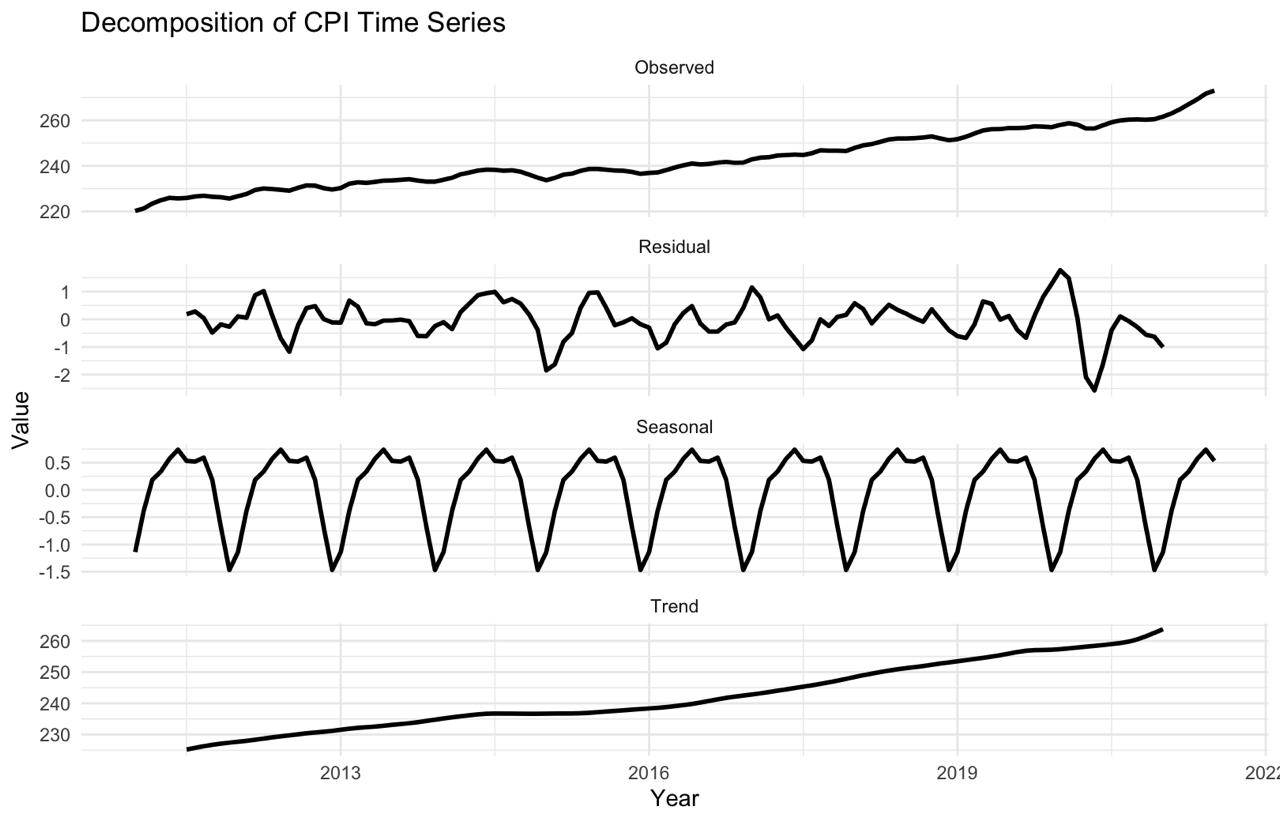 Decomposition of CPI Time Series
Observed
260
240
220
Residual
1
0
-1
-2
Value
Seasonal
0.5
0.0
-0.5
-1.0
-1.5
Trend
260
250
240
230
2013 2016 2019 2022
Year